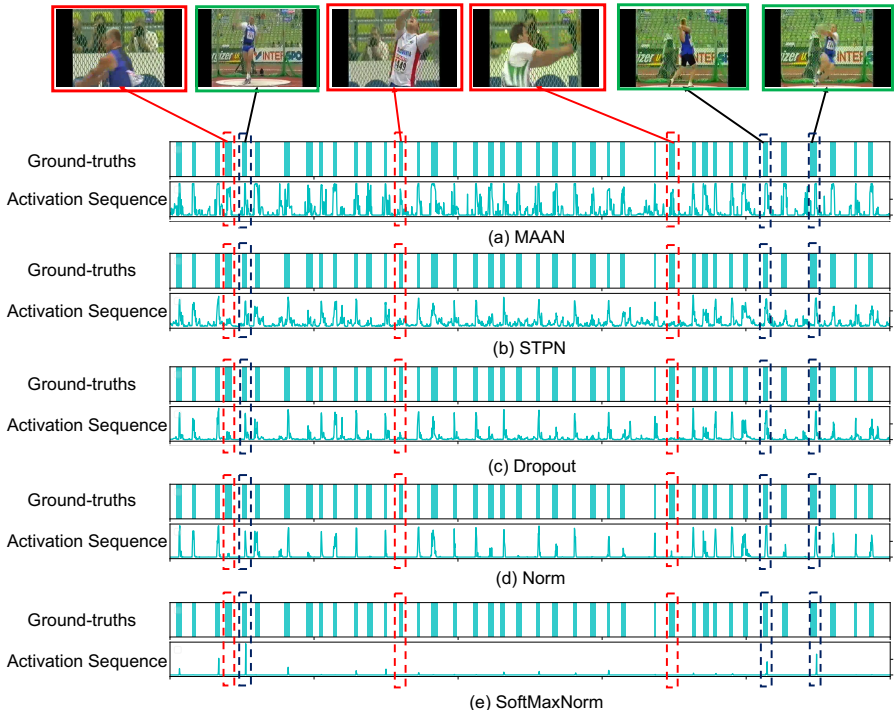 INTERSPOR
Ground-truths
Activation Sequence
(a) MAAN
Ground-truths
Activation Sequence
(b) STPN
Ground-truths
Activation Sequence
(c) Dropout
Ground-truths
Activation Sequence
(d) Norm
Ground-truths
Activation Sequence
(e) SoftMaxNorm